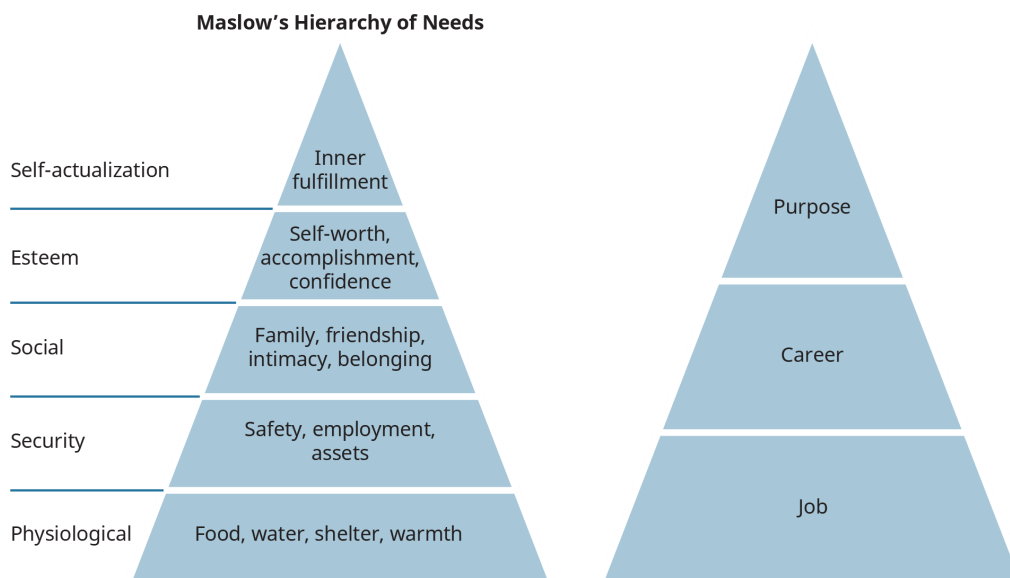 Maslow’s Hierarchy of Needs
Self-actualization
Inner
fulfillment
Esteem
Self-worth,
accomplishment,
confidence
Social
Family, friendship,
intimacy, belonging
Security
Safety, employment,
assets
Physiological
Food, water, shelter, warmth
Purpose
Career
Job